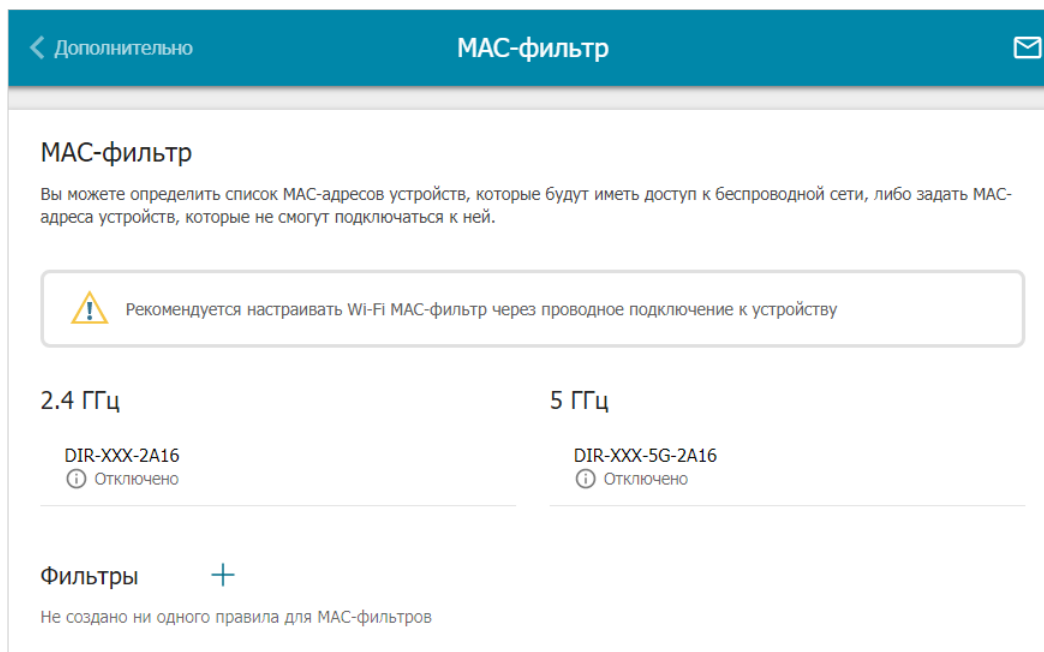 Дополнительно
MAC-фильтр
MAC-фильтр
Вы можете определить список MAC-адресов устройств, которые будут иметь доступ к беспроводной сети, либо задать MAC-
адреса устройств, которые не смогут подключаться к ней.
Рекомендуется настраивать Wi-Fi MAC-фильтр через проводное подключение к устройству
2.4 ГГц
5 ГГц
DIR-XXX-2A16
Отключено
DIR-XXX-5G-2A16
Отключено
Фильтры
Не создано ни одного правила для MAC-фильтров